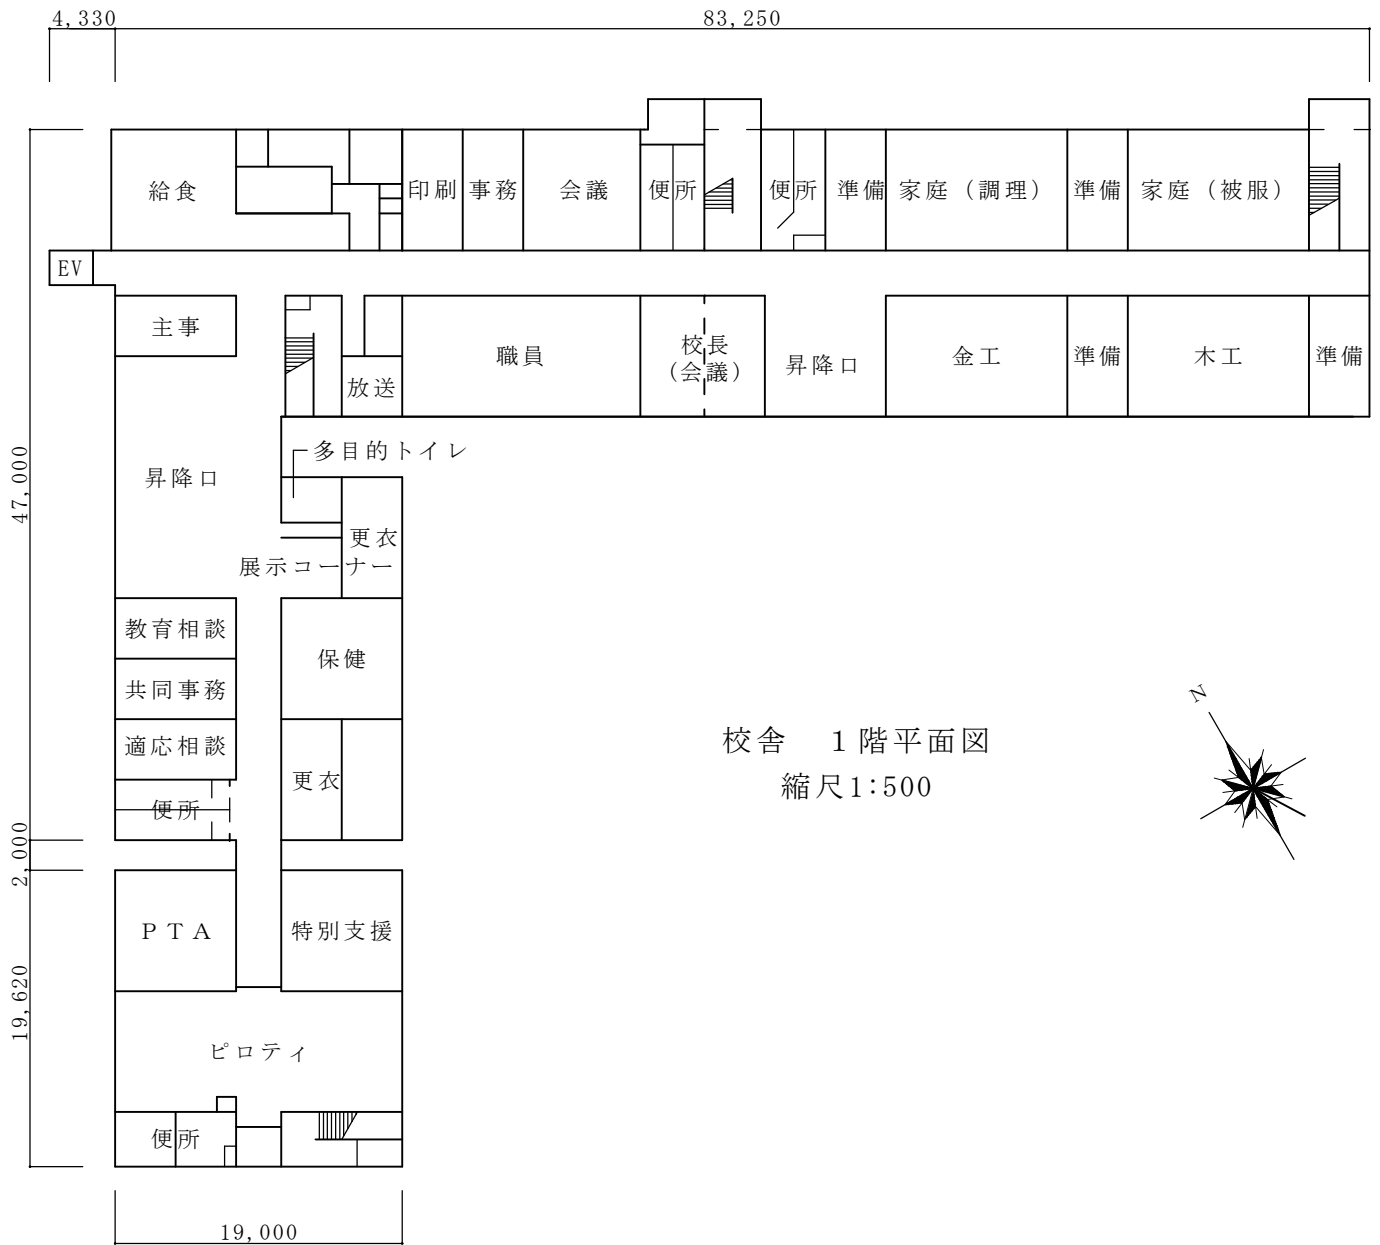 4,330
83,250
給食
印刷
事務
会議
便所
便所
準備
家庭（調理）
準備
家庭（被服）
EV
主事
放送
職員
校長
（会議）
昇降口
金工
準備
木工
準備
47,000
昇降口
多目的トイレ
更衣
展示コーナー
教育相談
保健
共同事務
適応相談
更衣
便所
校舎　１階平面図
縮尺1:500
N
2,000
ＰＴＡ
特別支援
19,620
ピロティ
便所
19,000